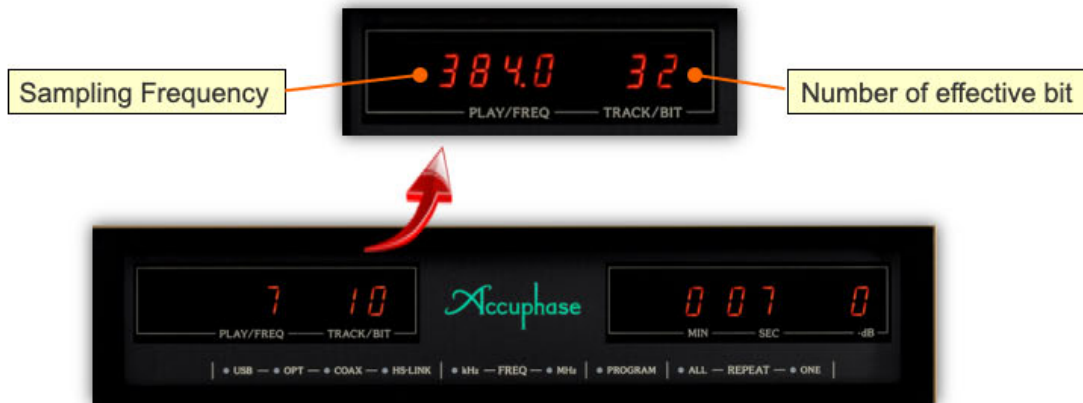 384.0 32
Sampling Frequency
Number of effective bit
PLAY/FREQ TRACK/BIT
7 10
Accuphase
0 07 0
PLAY/FREQ TRACK/BIT
MIN SEC -dB
USB OPT COAX HS-LINK kHz FREQ MHz PROGRAM ALL REPEAT ONE